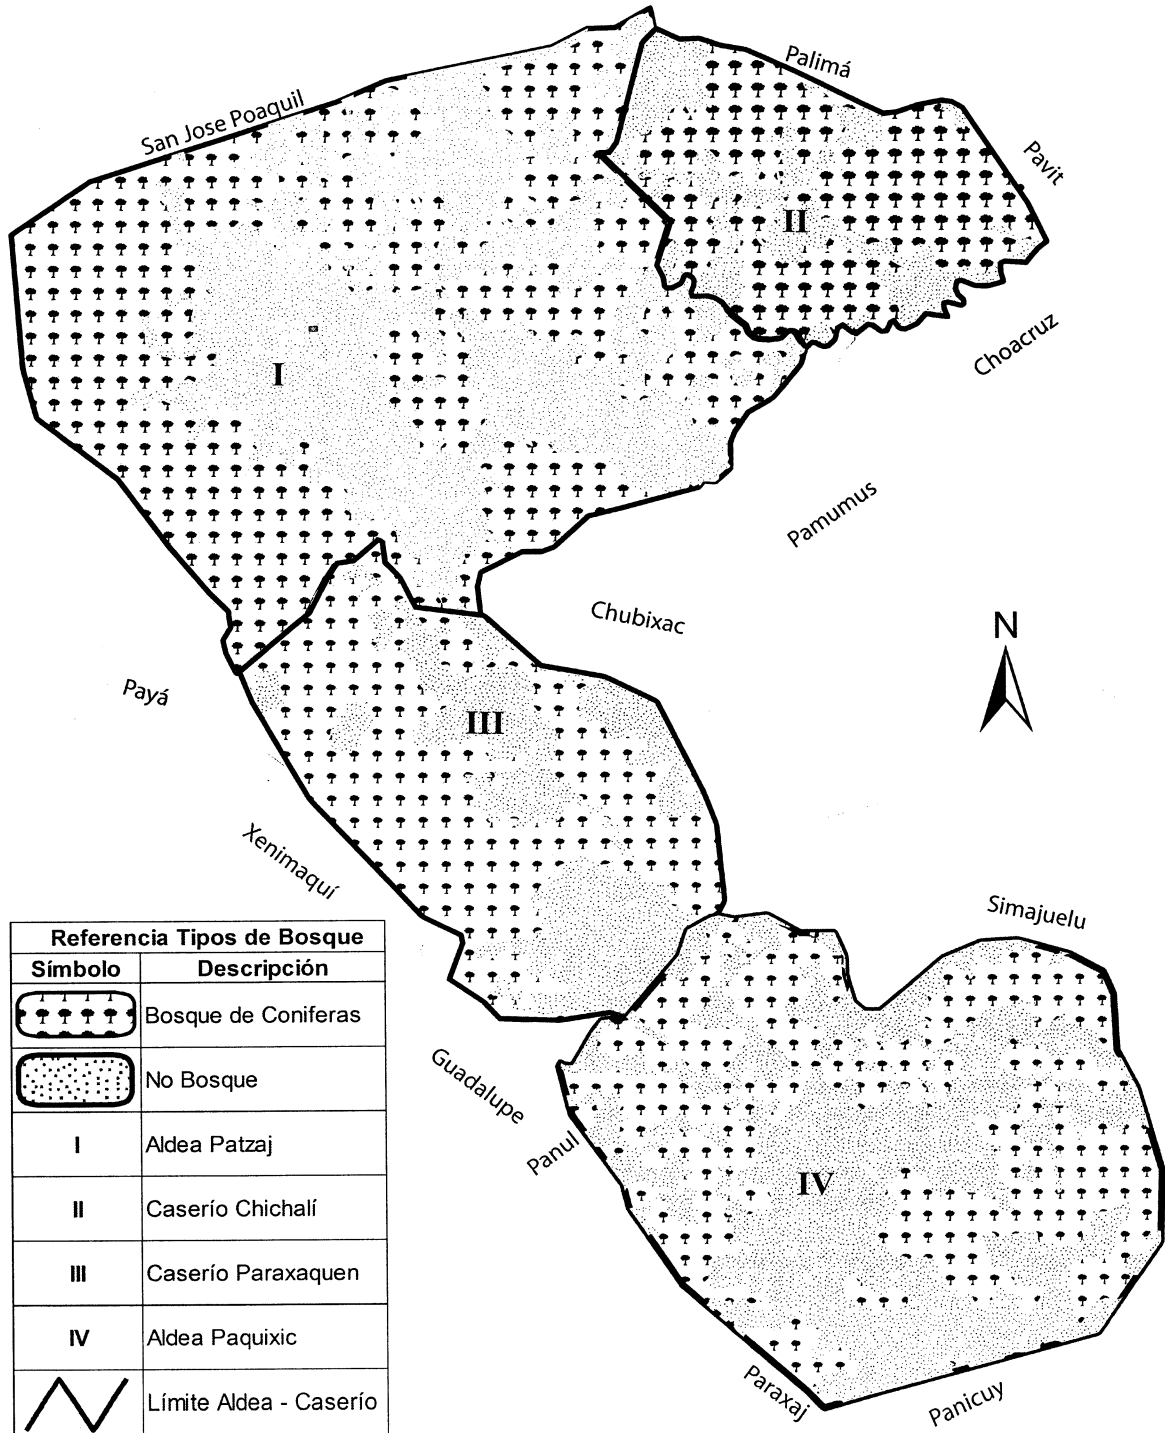 Palimá
San Jose Poaquil
Pavit
II
Choacruz
I
Pamumus
Chubixac
N
Payá
III
Xenimaquí
Simajuelu
Guadalupe
Panul
IV
Paraxaj
Panicuy
Referencia Tipos de Bosque
Símbolo Descripción
Bosque de Coniferas
No Bosque
I Aldea Patzaj
II Caserío Chichalí
III Caserío Paraxaquen
IV Aldea Paquixic
Límite Aldea - Caserío